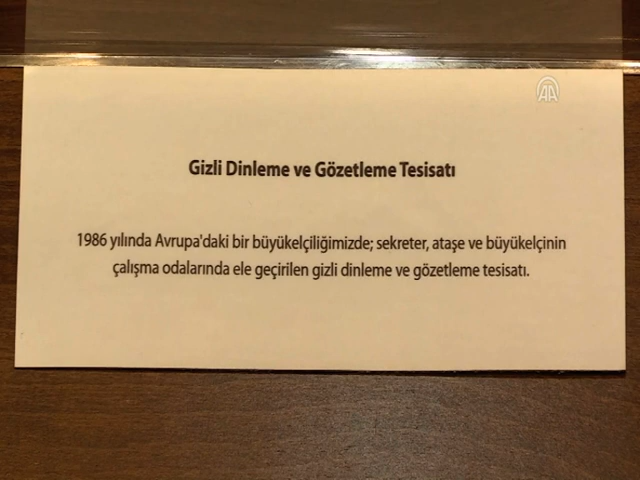 AA
Gizli Dinleme ve Gözetleme Tesisatı
1986 yılında Avrupa'daki bir büyükelçiliğimizde; sekreter, ataşe ve büyükelçinin
çalışma odalarında ele geçirilen gizli dinleme ve gözetleme tesisatı.